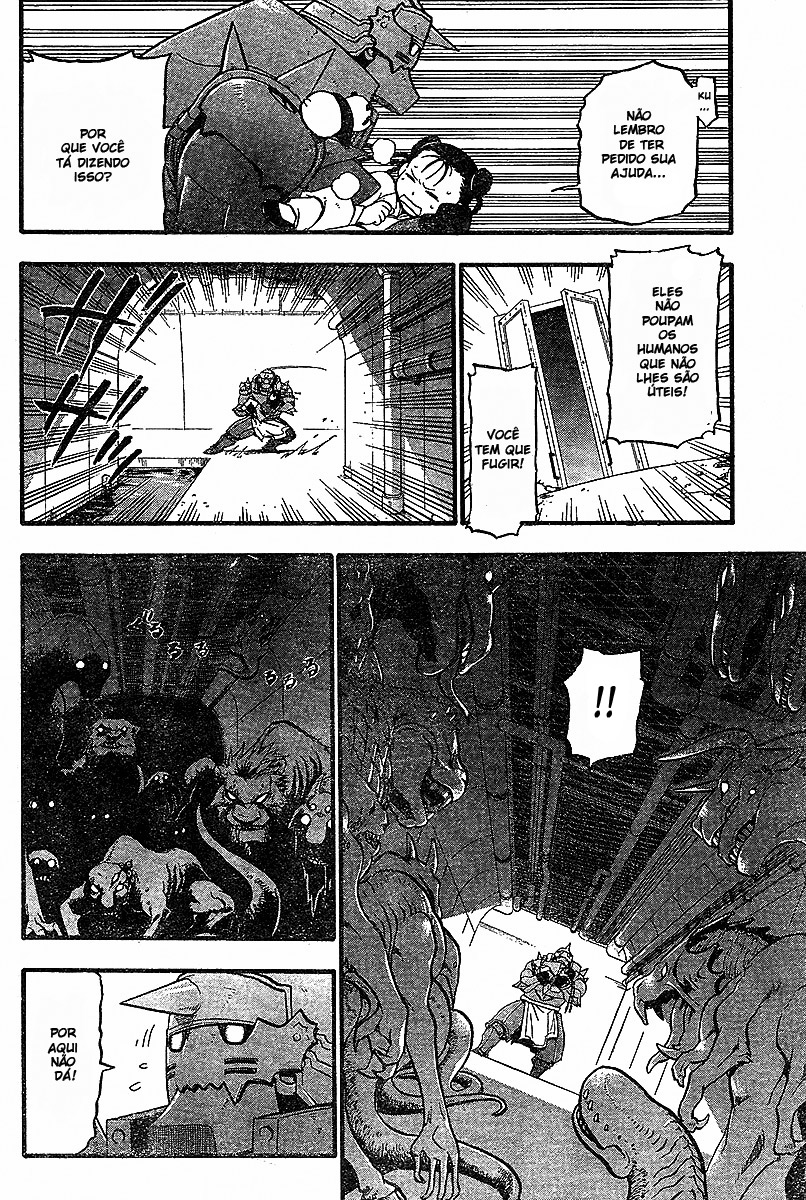 KU
...
NÃO
LEMBRO
DE TER
PEDIDO SUA
AJUDA...
POR
QUE VOCÊ
TÁ DIZENDO
ISSO?
ELES
NÃO
POUPAM
OS
HUMANOS
QUE NÃO
LHES SÃO
ÚTEIS!
VOCÊ
TEM QUE
FUGIR!
!!
POR
AQUI
NÃO
DÁ!